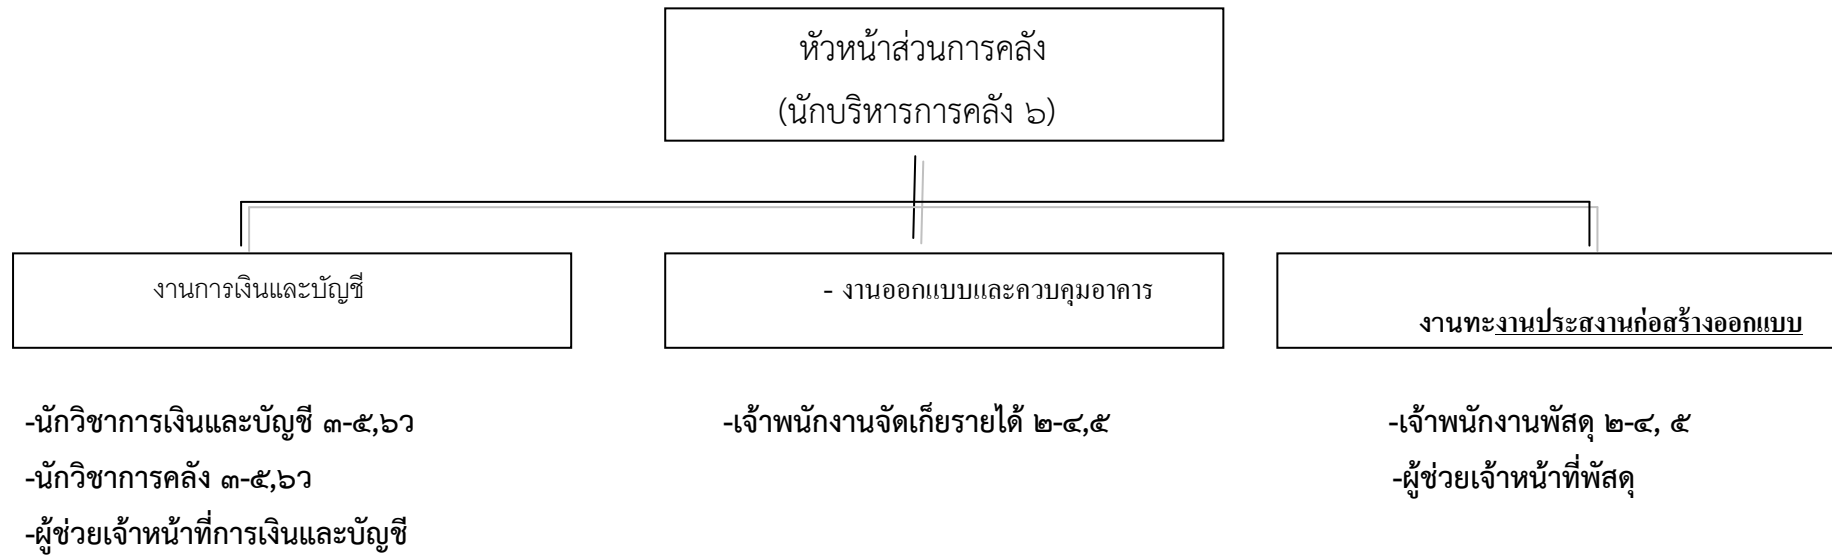 หัวหน้าส่วนการคลัง
(นักบริหารการคลัง ๖)
งานการเงินและบัญชี
- งานออกแบบและควบคุมอาคาร
งานทะงานประสงานก่อสร้างออกแบบ
-นักวิชาการเงินและบัญชี ๓-๕,๖ว
-เจ้าพนักงานจัดเก็ยรายได้ ๒-๔,๕
-เจ้าพนักงานพัสดุ ๒-๔, ๕
-นักวิชาการคลัง ๓-๕,๖ว
-ผู้ช่วยเจ้าหน้าที่พัสดุ
-ผู้ช่วยเจ้าหน้าที่การเงินและบัญชี